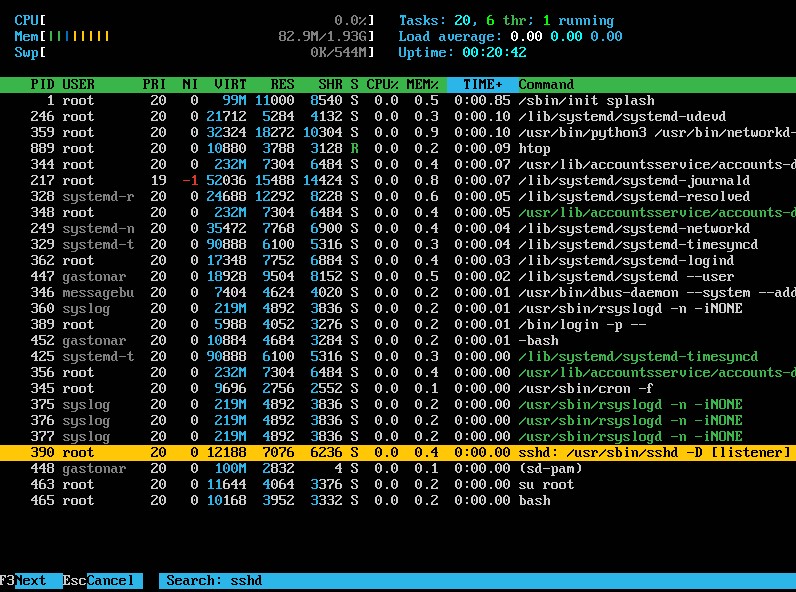 CPU[ 0.0%] Tasks: 20, 6 thr; 1 running
Mem[||||||||| 82.9M/1.93G] Load average: 0.00 0.00 0.00
Swp[ 0K/544M] Uptime: 00:20:42
PID USER PRI NI VIRT RES SHR S CPU% MEM% TIME+ Command
1 root 20 0 99M 11000 8540 S 0.0 0.5 0:00.85 /sbin/init splash
246 root 20 0 21712 5284 4132 S 0.0 0.3 0:00.10 /lib/systemd/systemd-udevd
359 root 20 0 32324 18272 10304 S 0.0 0.9 0:00.10 /usr/bin/python3 /usr/bin/networkd-
889 root 20 0 10880 3788 3128 R 0.0 0.2 0:00.09 htop
344 root 20 0 232M 7304 6484 S 0.0 0.4 0:00.07 /usr/lib/accountsservice/accounts-d
217 root 19 -1 52036 15488 14424 S 0.0 0.8 0:00.07 /lib/systemd/systemd-journald
328 systemd-r 20 0 24688 12292 8228 S 0.0 0.6 0:00.05 /lib/systemd/systemd-resolved
348 root 20 0 232M 7304 6484 S 0.0 0.4 0:00.05 /usr/lib/accountsservice/accounts-d
249 systemd-n 20 0 35472 7768 6900 S 0.0 0.4 0:00.04 /lib/systemd/systemd-networkd
329 systemd-t 20 0 90888 6100 5316 S 0.0 0.3 0:00.04 /lib/systemd/systemd-timesyncd
362 root 20 0 17348 7752 6884 S 0.0 0.4 0:00.03 /lib/systemd/systemd-logind
447 gastonar 20 0 18928 9504 8152 S 0.0 0.5 0:00.02 /lib/systemd/systemd --user
346 messagebu 20 0 7404 4624 4020 S 0.0 0.2 0:00.01 /usr/bin/dbus-daemon --system --add
360 syslog 20 0 219M 4892 3836 S 0.0 0.2 0:00.01 /usr/sbin/rsyslogd -n -iNONE
389 root 20 0 5988 4052 3276 S 0.0 0.2 0:00.01 /bin/login -p --
452 gastonar 20 0 10884 4684 3284 S 0.0 0.2 0:00.01 -bash
425 systemd-t 20 0 90888 6100 5316 S 0.0 0.3 0:00.00 /lib/systemd/systemd-timesyncd
356 root 20 0 232M 7304 6484 S 0.0 0.4 0:00.00 /usr/lib/accountsservice/accounts-d
345 root 20 0 9696 2756 2552 S 0.0 0.1 0:00.00 /usr/sbin/cron -f
375 syslog 20 0 219M 4892 3836 S 0.0 0.2 0:00.00 /usr/sbin/rsyslogd -n -iNONE
376 syslog 20 0 219M 4892 3836 S 0.0 0.2 0:00.00 /usr/sbin/rsyslogd -n -iNONE
377 syslog 20 0 219M 4892 3836 S 0.0 0.2 0:00.00 /usr/sbin/rsyslogd -n -iNONE
390 root 20 0 12188 7076 6236 S 0.0 0.4 0:00.00 sshd: /usr/sbin/sshd -D [listener]
448 gastonar 20 0 100M 2832 4 S 0.0 0.1 0:00.00 (sd-pam)
463 root 20 0 11644 4064 3376 S 0.0 0.2 0:00.00 su root
465 root 20 0 10168 3952 3332 S 0.0 0.2 0:00.00 bash
F3Next EscCancel Search: sshd